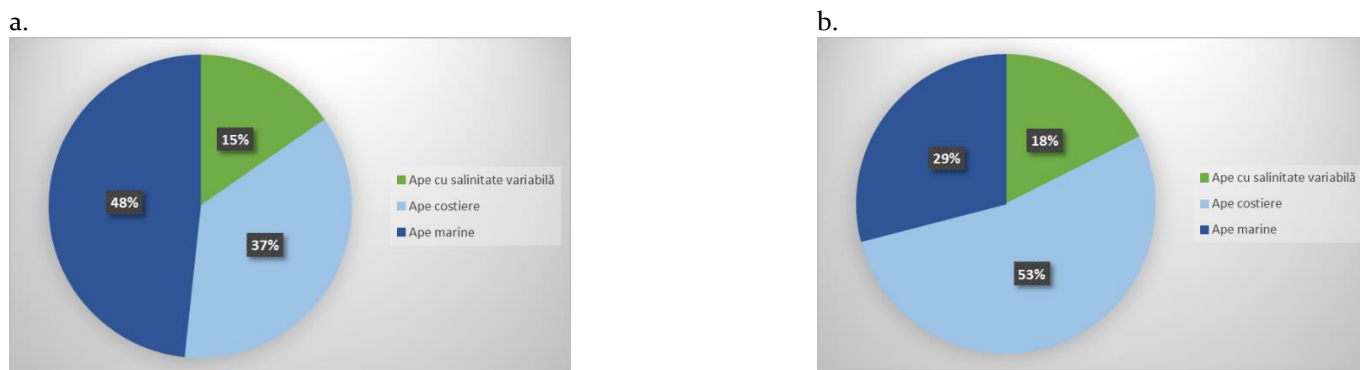 a.
15%
48%
37%
Ape cu salinitate variabilă
Ape costiere
Ape marine
b.
18%
29%
53%
Ape cu salinitate variabilă
Ape costiere
Ape marine